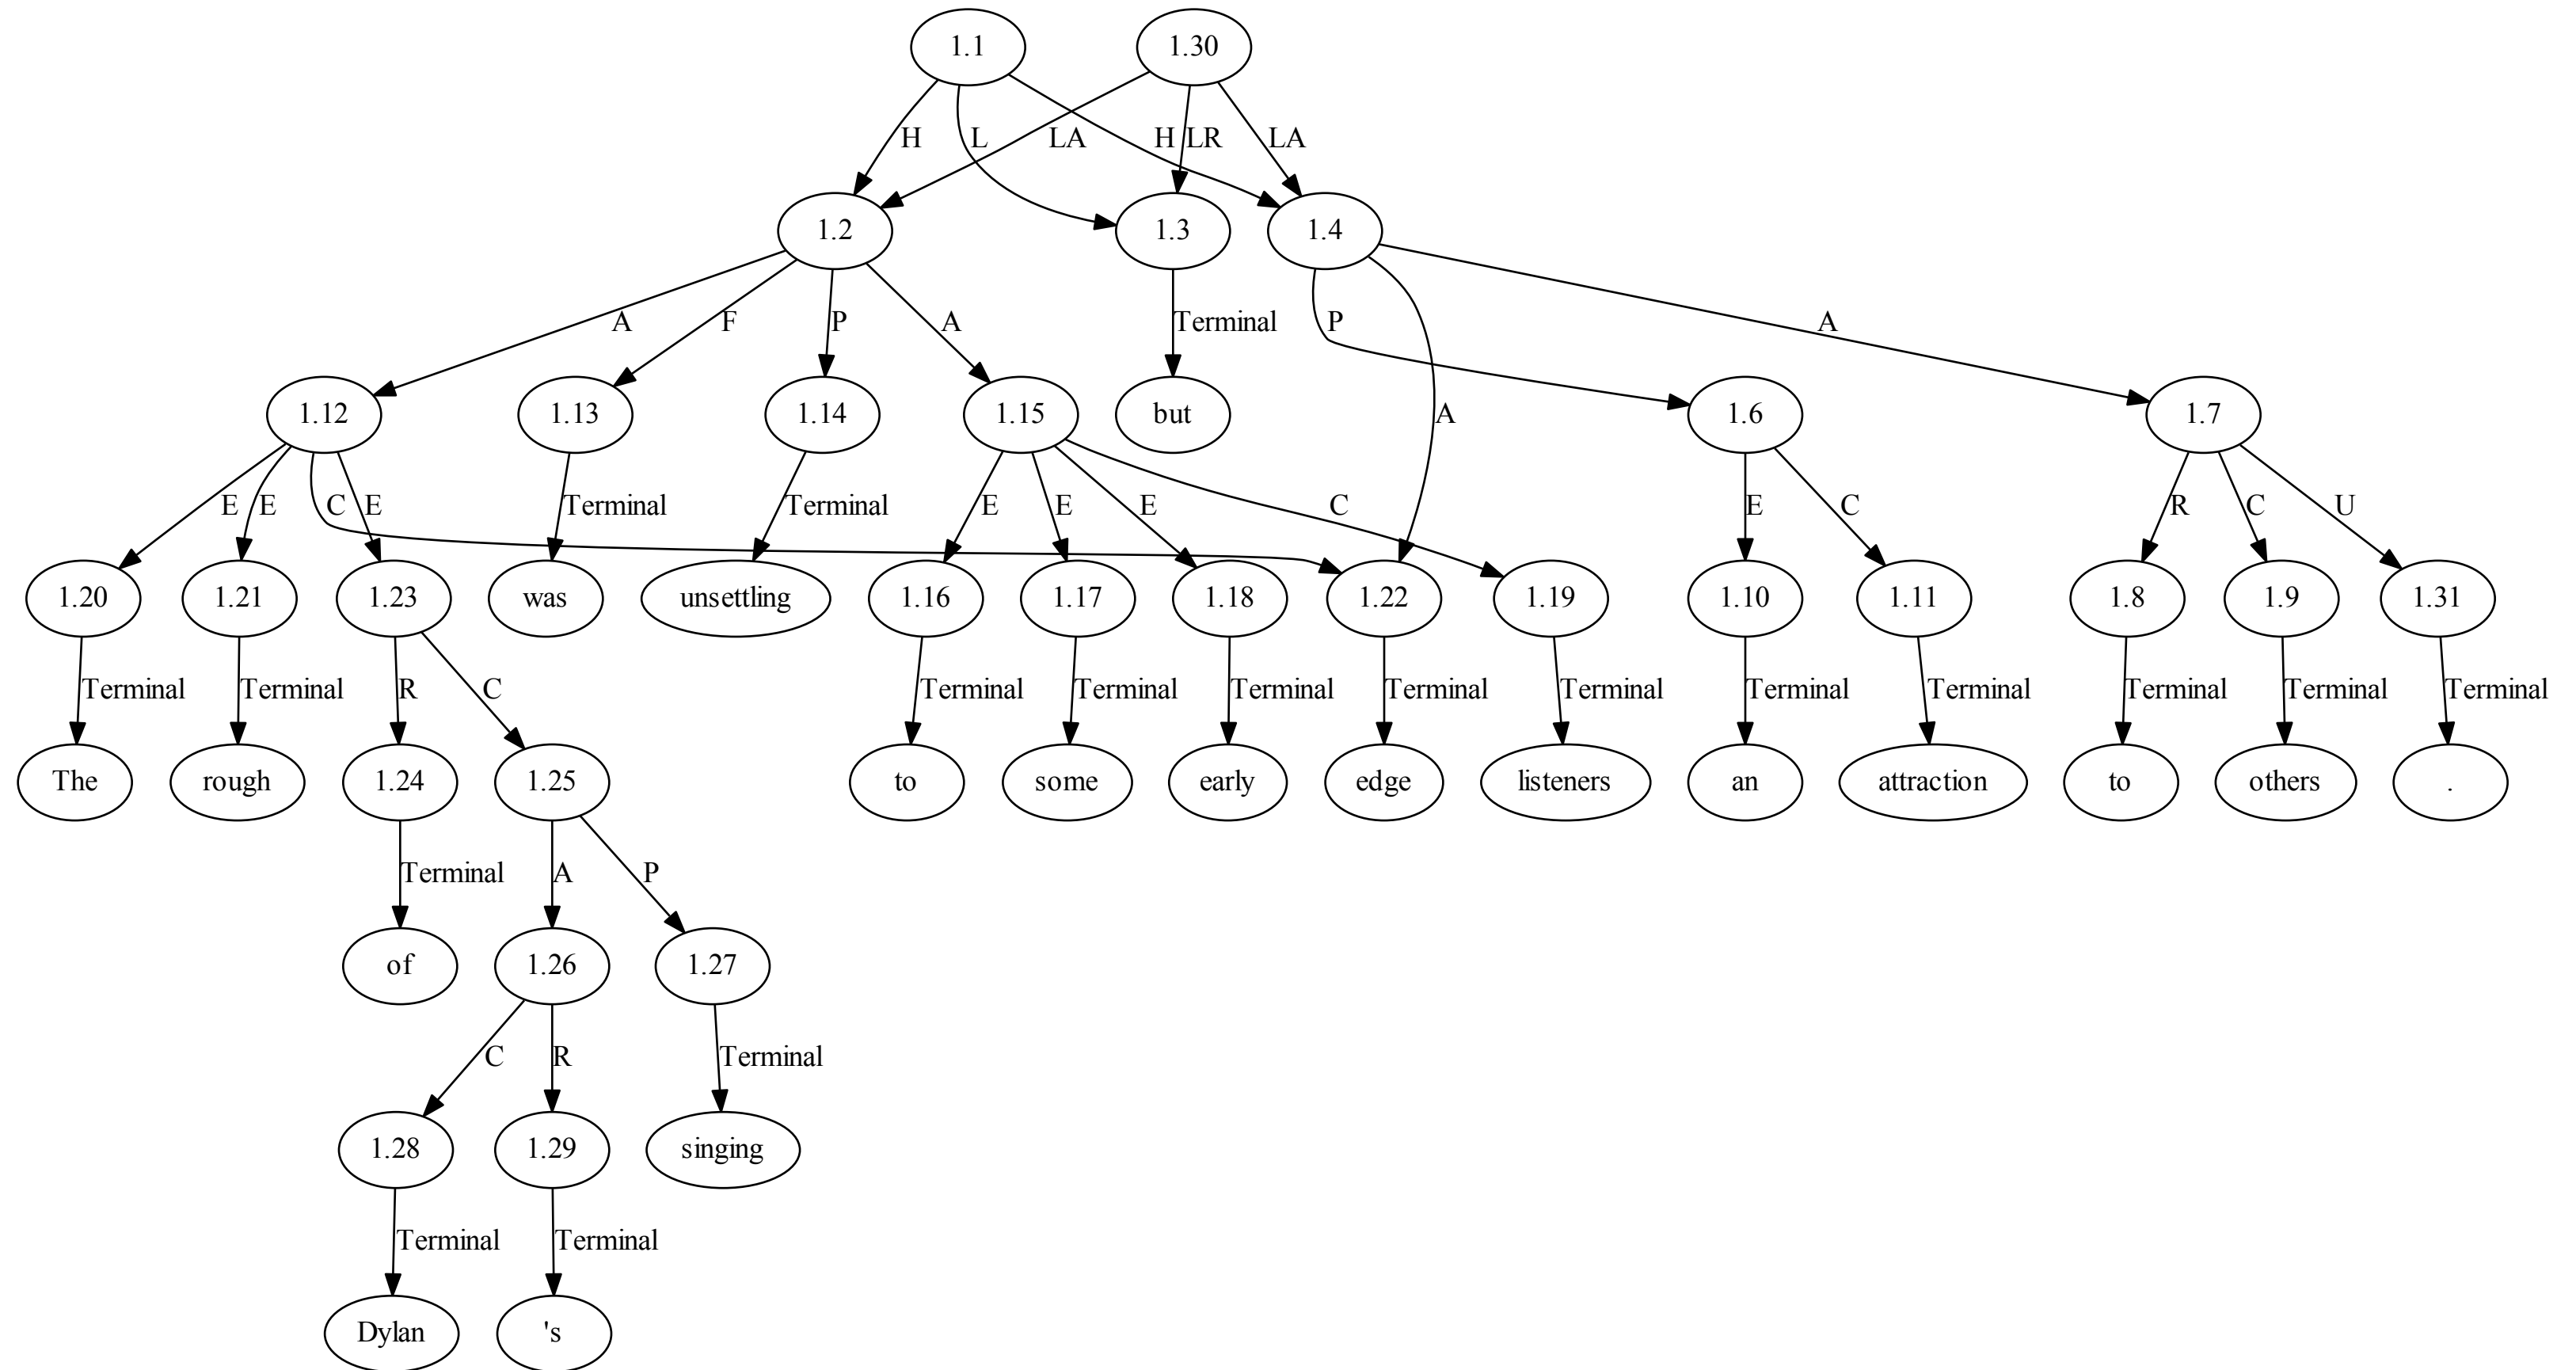 1.1 1.30
H L LA H LR LA
1.2 1.3 1.4
A F P A Terminal P A
A
1.12 1.13 1.14 1.15 but 1.6 1.7
E E C E Terminal Terminal E E E C E C R C U
1.20 1.21 1.23 was unsettling 1.16 1.17 1.18 1.22 1.19 1.10 1.11 1.8 1.9 1.31
Terminal Terminal R C Terminal Terminal Terminal Terminal Terminal Terminal Terminal Terminal Terminal Terminal
The rough 1.24 1.25 to some early edge listeners an attraction to others .
Terminal A P
of 1.26 1.27
C R Terminal
1.28 1.29 singing
Terminal Terminal
Dylan 's